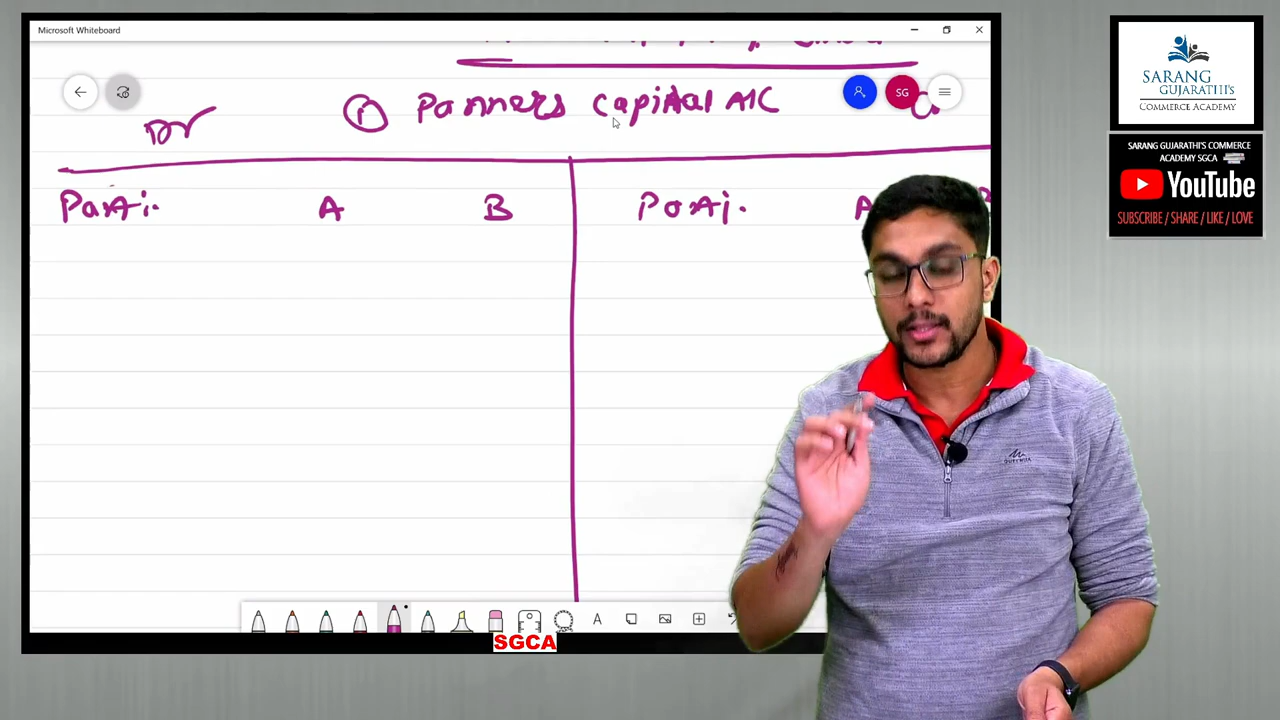 Microsoft Whiteboard
SG
Dr
① Partners Capital A/C
Parti.
A
B
Parti.
A
SGCA
SARANG
GUJARATHI'S
COMMERCE ACADEMY
SARANG GUJARATHI'S COMMERCE
ACADEMY SGCA
YouTube
SUBSCRIBE / SHARE / LIKE / LOVE